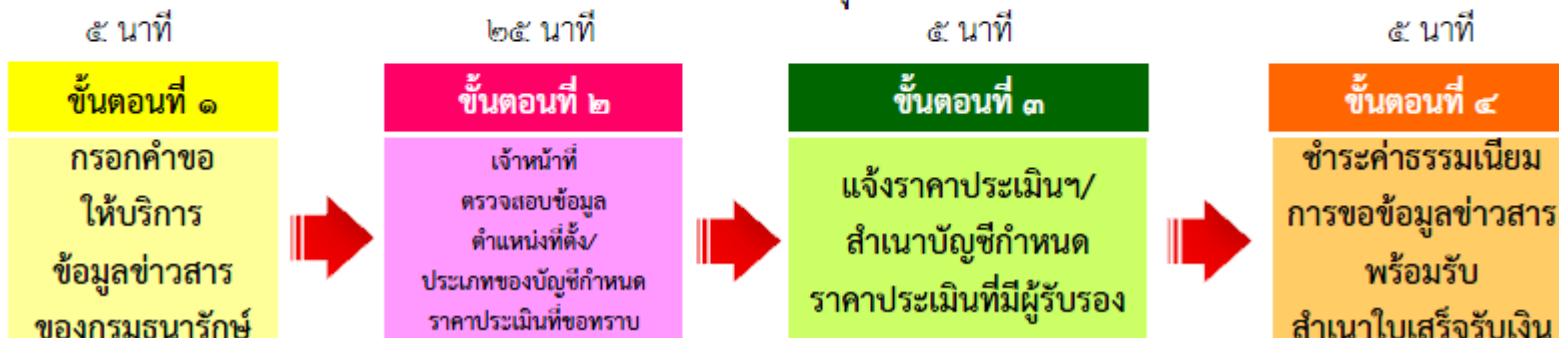 ๕ นาที
๒๕ นาที
๕ นาที
๕ นาที
ขั้นตอนที่ ๑
ขั้นตอนที่ ๒
ขั้นตอนที่ ๓
ขั้นตอนที่ ๔
กรอกคำขอ
ให้บริการ
ข้อมูลข่าวสาร
ของกรมธนารักษ์
เจ้าหน้าที่
ตรวจสอบข้อมูล
ตำแหน่งที่ตั้ง/
ประเภทของบัญชีกำหนด
ราคาประเมินที่ขอทราบ
แจ้งราคาประเมินฯ/
สำเนาบัญชีกำหนด
ราคาประเมินที่มีผู้รับรอง
ชำระค่าธรรมเนียม
การขอข้อมูลข่าวสาร
พร้อมรับ
สำเนาใบเสร็จรับเงิน